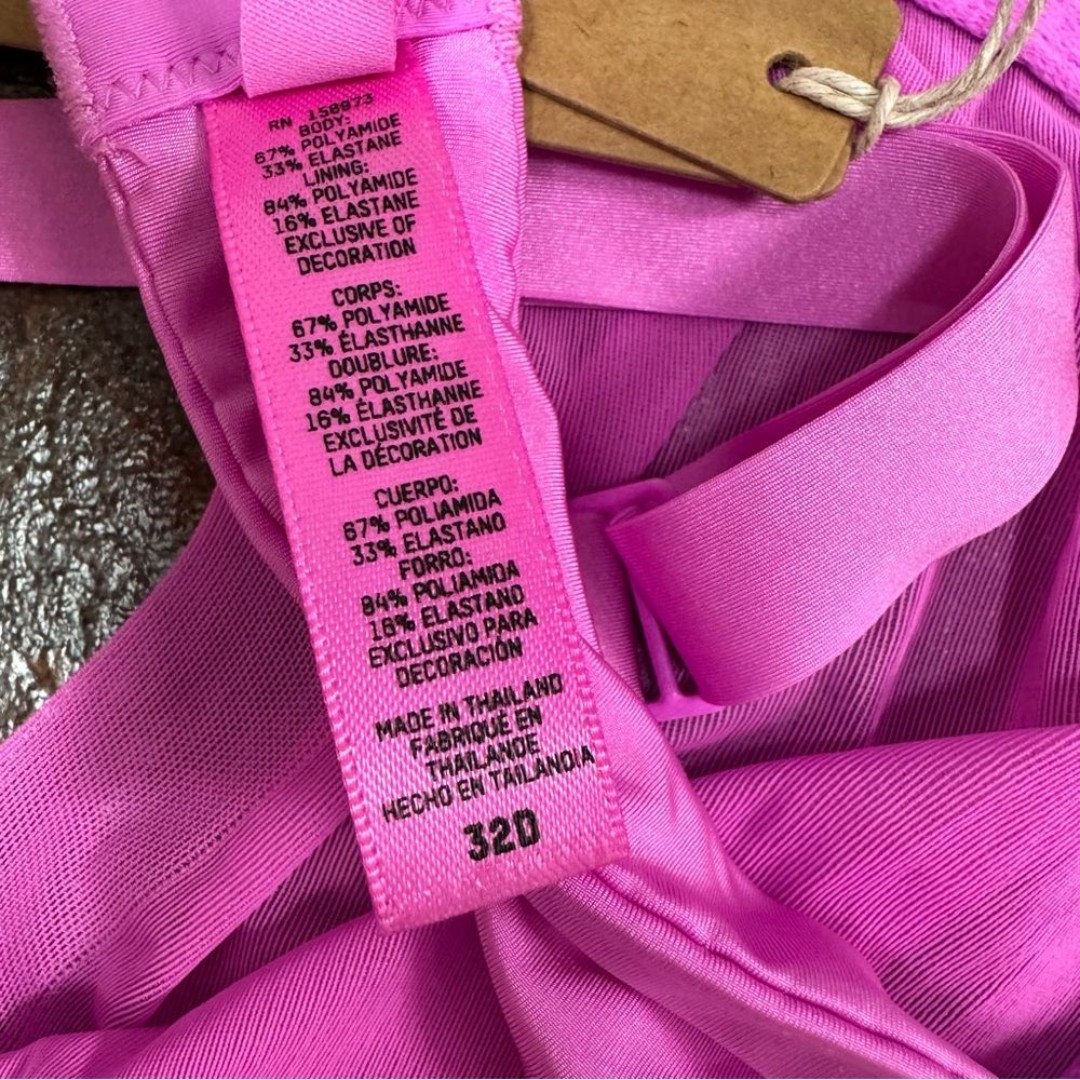 RN 158973
BODY:
67% POLYAMIDE
33% ELASTANE
LINING:
84% POLYAMIDE
16% ELASTANE
EXCLUSIVE OF
DECORATION
CORPS:
67% POLYAMIDE
33% ÉLASTHANNE
DOUBLURE:
84% POLYAMIDE
16% ÉLASTHANNE
EXCLUSIVITÉ DE
LA DÉCORATION
CUERPO:
67% POLIAMIDA
33% ELASTANO
FORRO:
84% POLIAMIDA
16% ELASTANO
EXCLUSIVO PARA
DECORACIÓN
MADE IN THAILAND
FABRIQUÉ EN
THAILANDE
HECHO EN TAILANDIA
32D